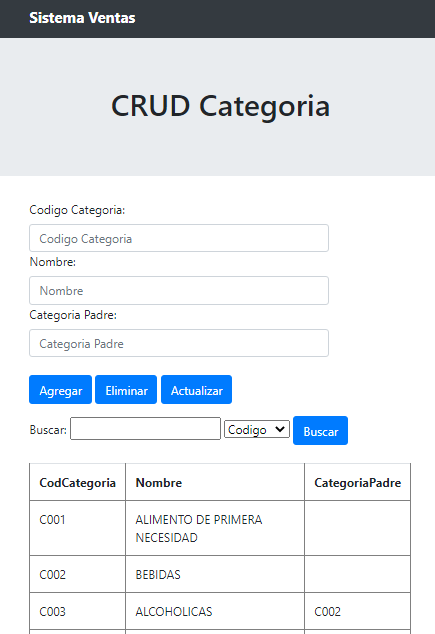 Sistema Ventas
CRUD Categoria
Codigo Categoria:
Codigo Categoria
Nombre:
Nombre
Categoria Padre:
Categoria Padre
Agregar Eliminar Actualizar
Buscar: Codigo Buscar
CodCategoria Nombre CategoriaPadre
C001 ALIMENTO DE PRIMERA
NECESIDAD
C002 BEBIDAS
C003 ALCOHOLICAS C002